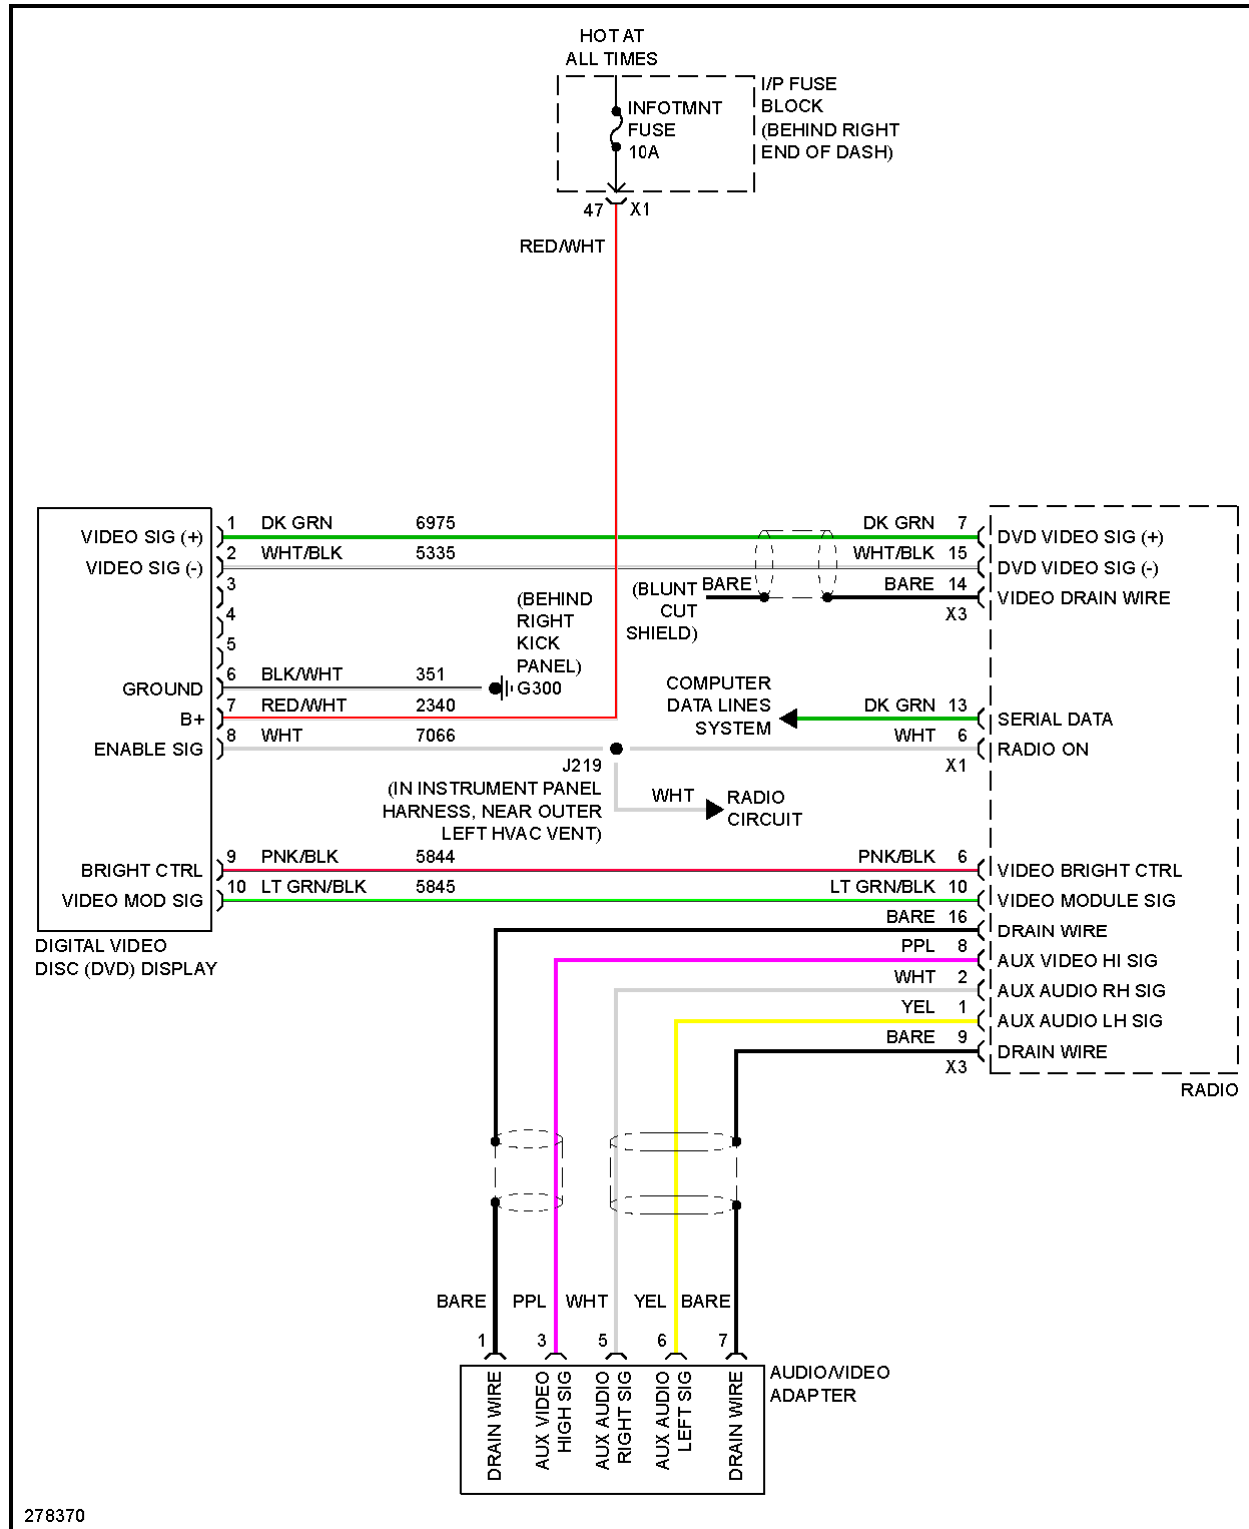 HOT AT
ALL TIMES
INFOTMNT
FUSE
10A
I/P FUSE
BLOCK
(BEHIND RIGHT
END OF DASH)
47 X1
RED/WHT
VIDEO SIG (+) 1 DK GRN 6975
VIDEO SIG (-) 2 WHT/BLK 5335
3
4
5
GROUND 6 BLK/WHT 351
B+ 7 RED/WHT 2340
ENABLE SIG 8 WHT 7066
BRIGHT CTRL 9 PNK/BLK 5844
VIDEO MOD SIG 10 LT GRN/BLK 5845
DIGITAL VIDEO
DISC (DVD) DISPLAY
(BEHIND
RIGHT
KICK
PANEL)
G300
(BLUNT
CUT
SHIELD)
BARE
COMPUTER
DATA LINES
SYSTEM
J219
(IN INSTRUMENT PANEL
HARNESS, NEAR OUTER
LEFT HVAC VENT)
WHT
RADIO
CIRCUIT
DK GRN 7 DVD VIDEO SIG (+)
WHT/BLK 15 DVD VIDEO SIG (-)
BARE 14 VIDEO DRAIN WIRE
X3
DK GRN 13 SERIAL DATA
WHT 6 RADIO ON
X1
PNK/BLK 6 VIDEO BRIGHT CTRL
LT GRN/BLK 10 VIDEO MODULE SIG
BARE 16 DRAIN WIRE
PPL 8 AUX VIDEO HI SIG
WHT 2 AUX AUDIO RH SIG
YEL 1 AUX AUDIO LH SIG
BARE 9 DRAIN WIRE
X3
RADIO
BARE PPL WHT YEL BARE
1 3 5 6 7
DRAIN WIRE
AUX VIDEO
HIGH SIG
AUX AUDIO
RIGHT SIG
AUX AUDIO
LEFT SIG
DRAIN WIRE
AUDIO/VIDEO
ADAPTER
278370